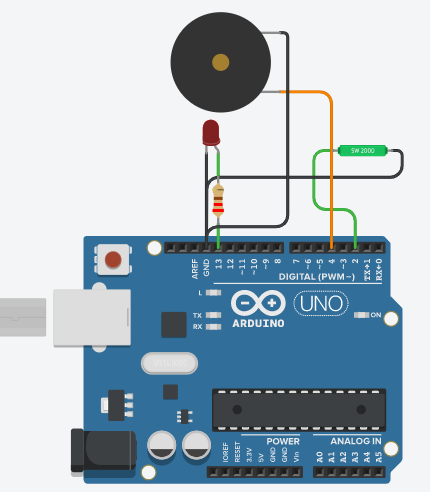 SW 2000
AREF
GND
13
12
~11
~10
~9
8
7
~6
~5
4
~3
2
TX→1
RX←0
DIGITAL (PWM~)
L
TX
RX
ARDUINO
UNO
ON
IOREF
RESET
3.3V
5V
GND
GND
Vin
POWER
ANALOG IN
A0
A1
A2
A3
A4
A5